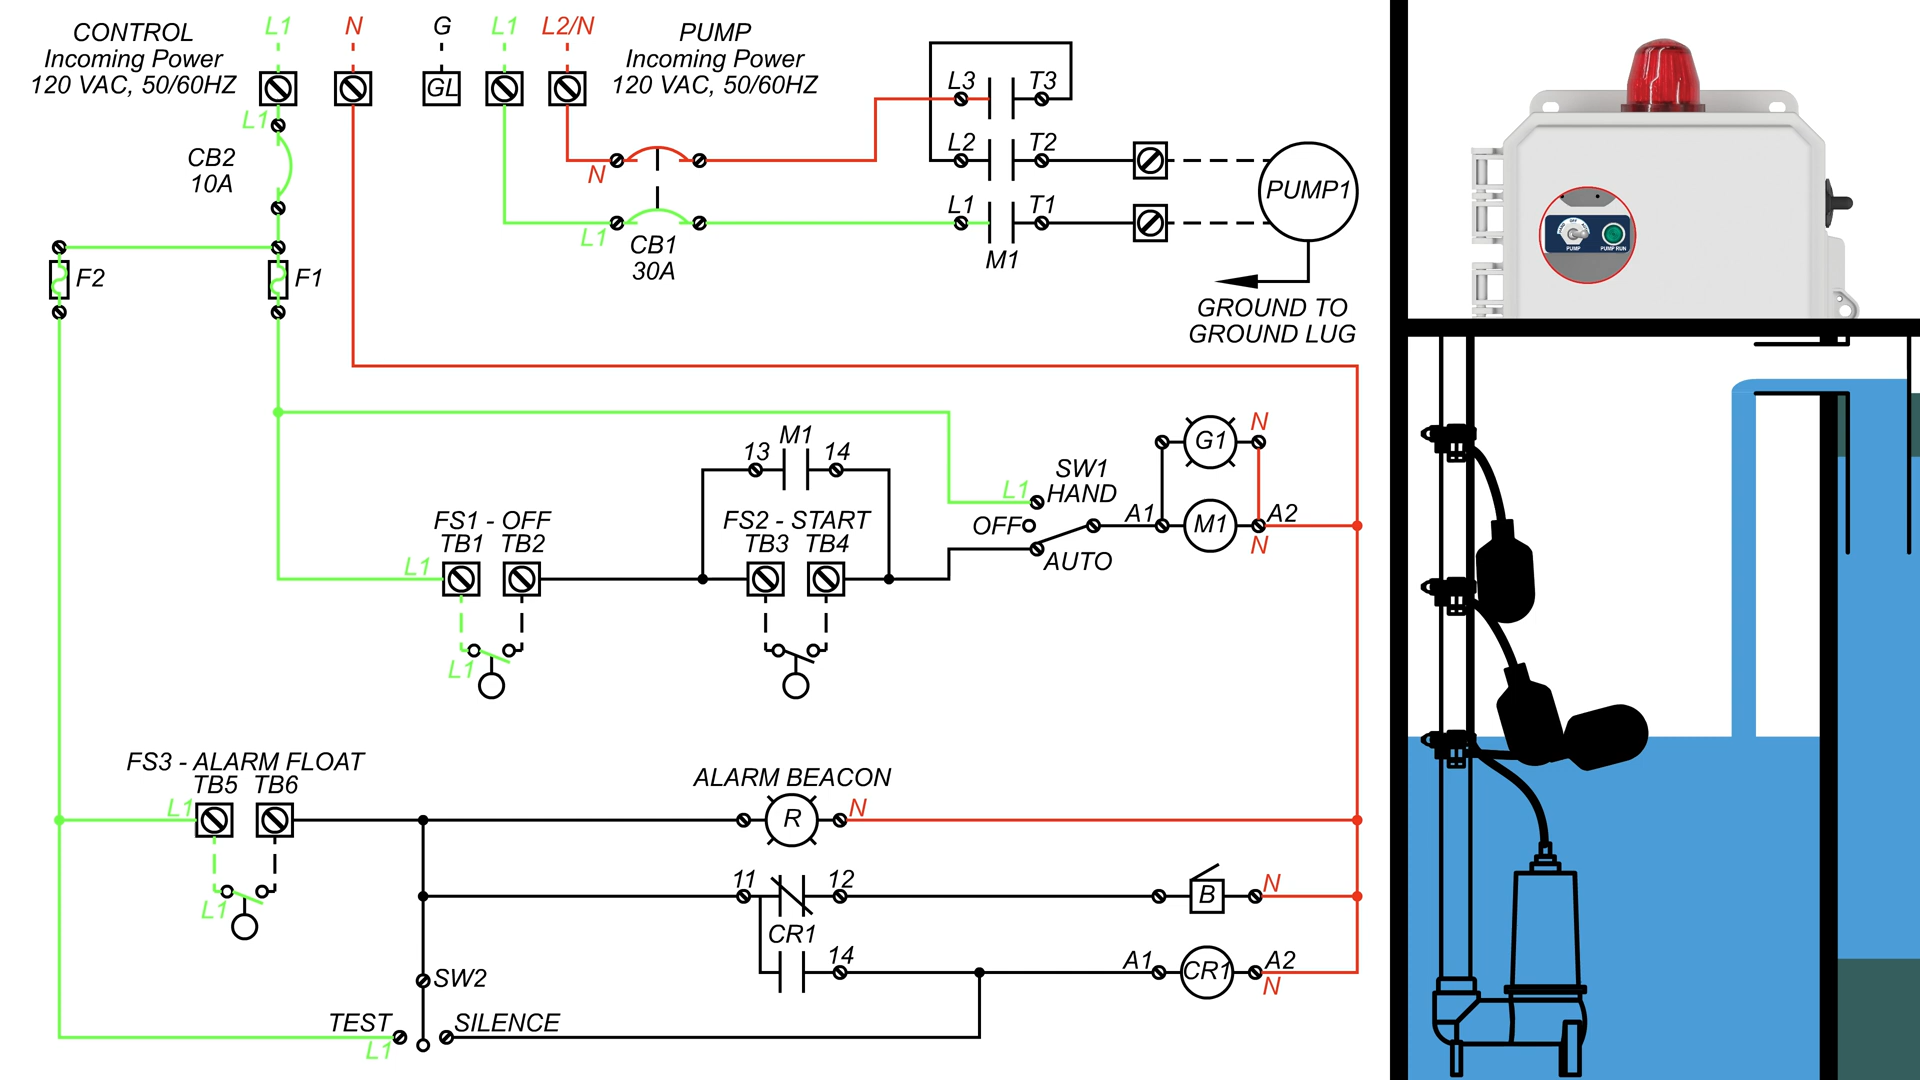 CONTROL
Incoming Power
120 VAC, 50/60HZ
L1
N
G
L1
L2/N
PUMP
Incoming Power
120 VAC, 50/60HZ
GL
L1
CB2
10A
N
L1
CB1
30A
L3
T3
L2
T2
L1
T1
M1
PUMP1
GROUND TO
GROUND LUG
F2
F1
M1
13
14
FS1 - OFF
TB1
TB2
L1
L1
FS2 - START
TB3
TB4
SW1
HAND
L1
OFF
AUTO
G1
N
A1
M1
A2
N
FS3 - ALARM FLOAT
TB5
TB6
L1
L1
ALARM BEACON
R
N
11
12
CR1
14
B
N
A1
CR1
A2
N
SW2
TEST
L1
SILENCE
OFF
PUMP
PUMP RUN